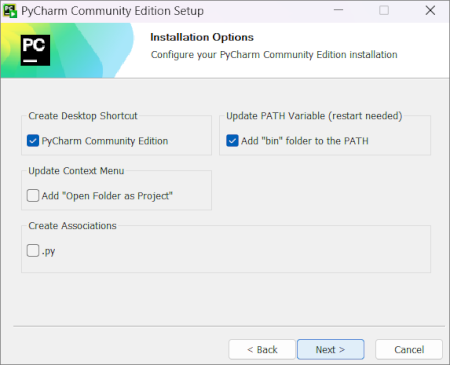 PyCharm Community Edition Setup
PC
Installation Options
Configure your PyCharm Community Edition installation
Create Desktop Shortcut
PyCharm Community Edition
Update PATH Variable (restart needed)
Add "bin" folder to the PATH
Update Context Menu
Add "Open Folder as Project"
Create Associations
.py
< Back
Next >
Cancel